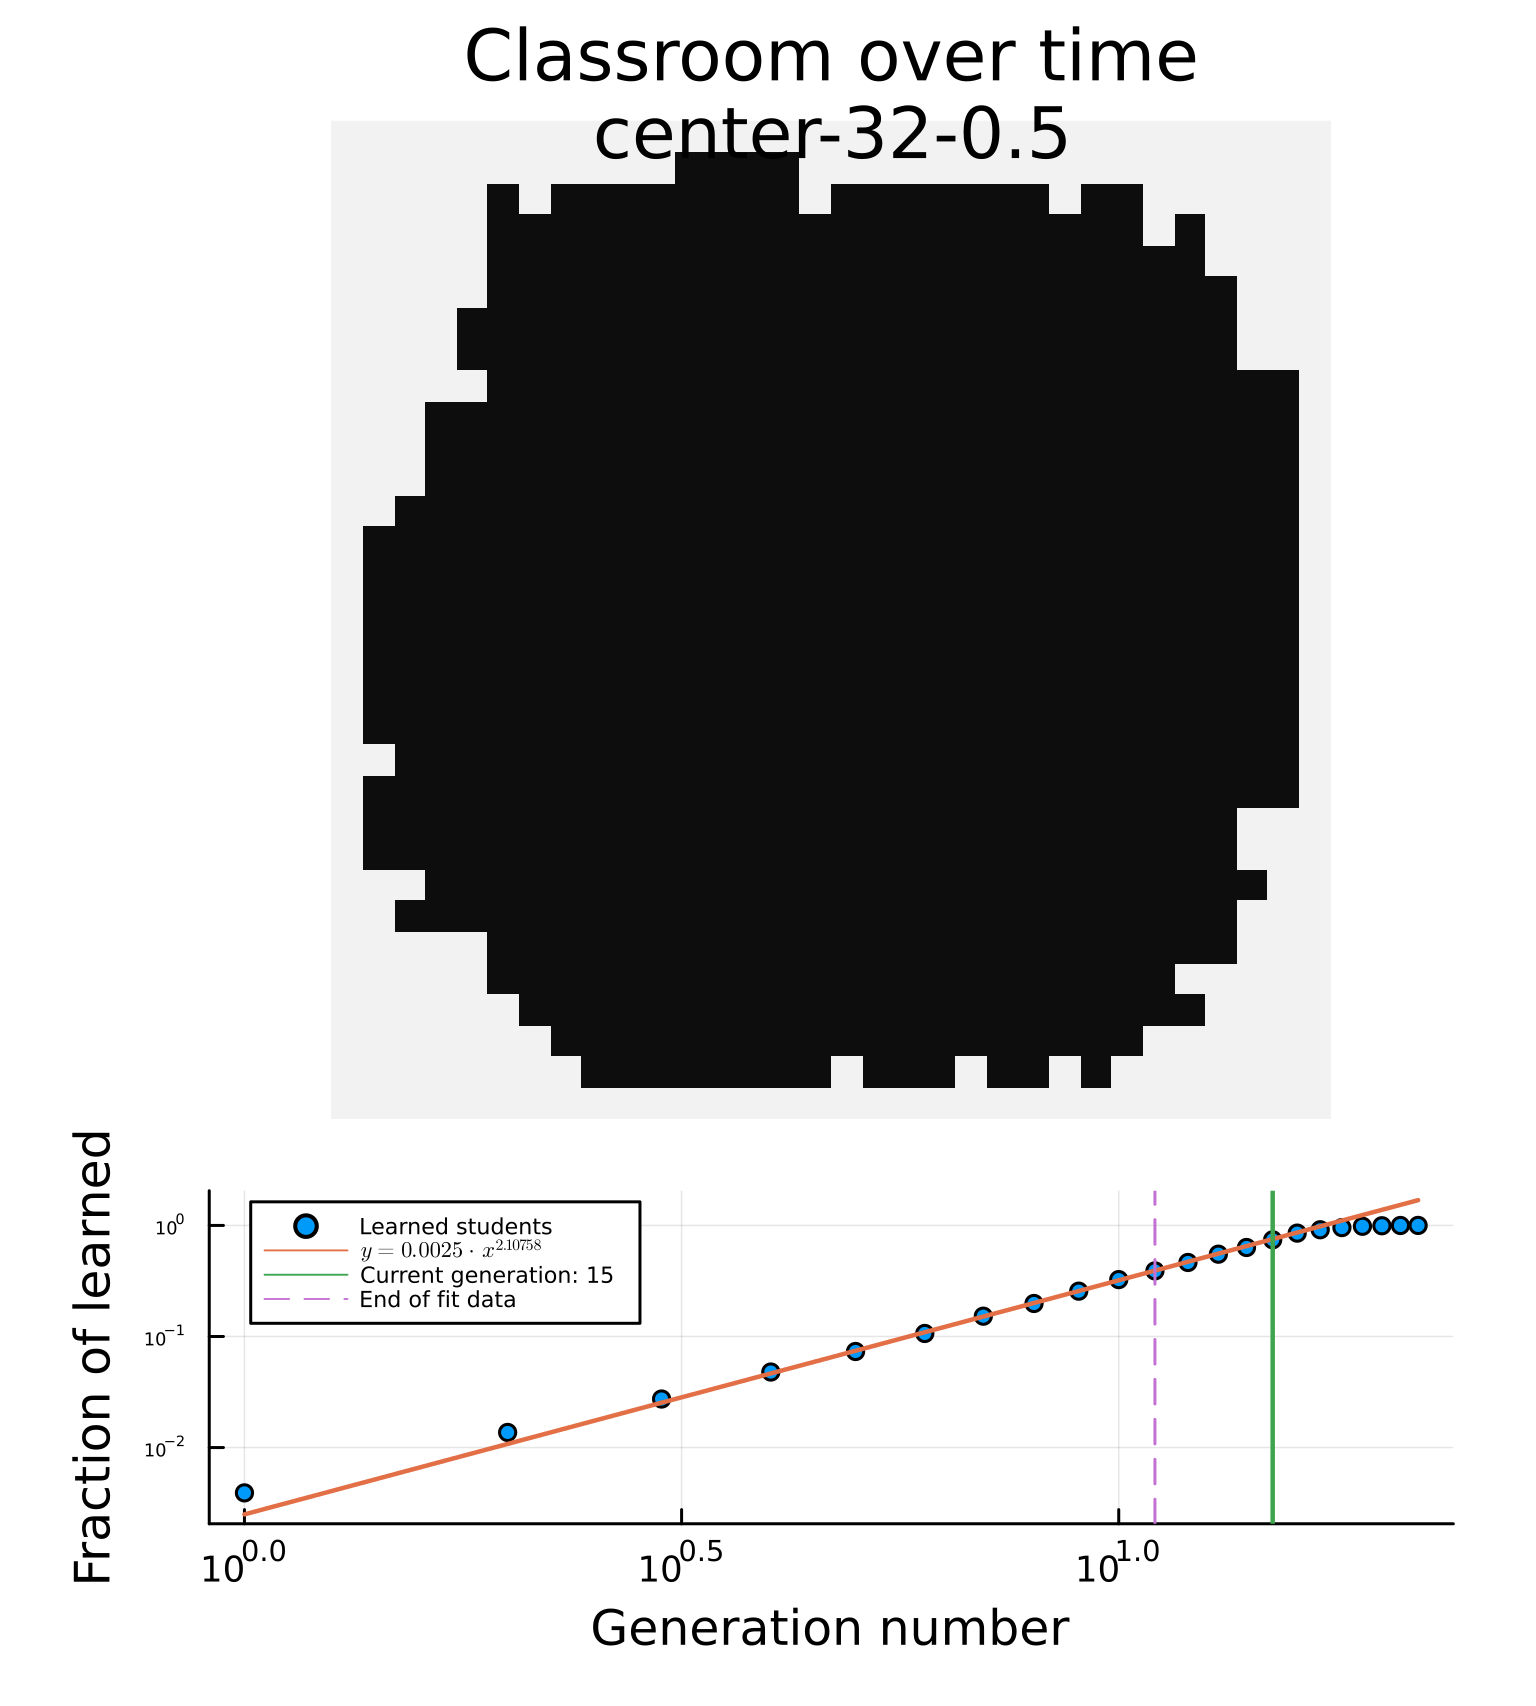 Classroom over time
center-32-0.5
Fraction of learned
10⁰
10⁻¹
10⁻²
Learned students
y = 0.0025 · x^2.10758
Current generation: 15
End of fit data
10^0.0
10^0.5
10^1.0
Generation number